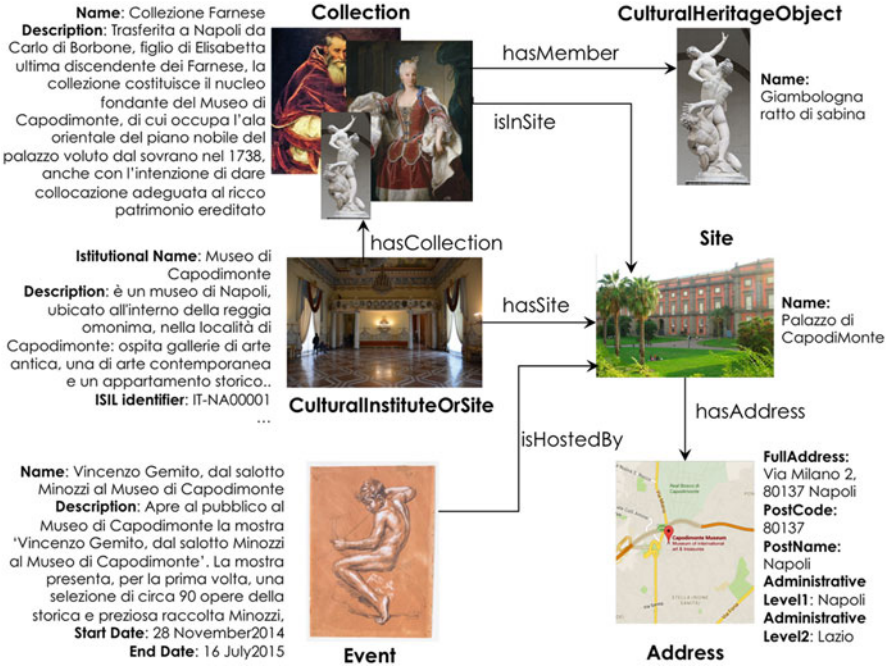 Name: Collezione Farnese
Description: Trasferita a Napoli da
Carlo di Borbone, figlio di Elisabetta
ultima discendente dei Farnese, la
collezione costituisce il nucleo
fondante del Museo di
Capodimonte, di cui occupa l'ala
orientale del piano nobile del
palazzo voluto dal sovrano nel 1738,
anche con l'intenzione di dare
collocazione adeguata al ricco
patrimonio ereditato
Collection
hasMember
CulturalHeritageObject
Name:
Giambologna
ratto di sabina
isInSite
hasCollection
Istitutional Name: Museo di
Capodimonte
Description: è un museo di Napoli,
ubicato all'interno della reggia
omonima, nella località di
Capodimonte: ospita gallerie di arte
antica, una di arte contemporanea
e un appartamento storico..
ISIL identifier: IT-NA00001
...
CulturalInstituteOrSite
hasSite
Site
Name:
Palazzo di
CapodiMonte
isHostedBy
hasAddress
Name: Vincenzo Gemito, dal salotto
Minozzi al Museo di Capodimonte
Description: Apre al pubblico al
Museo di Capodimonte la mostra
'Vincenzo Gemito, dal salotto Minozzi
al Museo di Capodimonte'. La mostra
presenta, per la prima volta, una
selezione di circa 90 opere della
storica e preziosa raccolta Minozzi,
Start Date: 28 November2014
End Date: 16 July2015
Event
Capodimonte Museum
Museum of international
art & treasures
STELLA
Address
FullAddress:
Via Milano 2,
80137 Napoli
PostCode:
80137
PostName:
Napoli
Administrative
Level1: Napoli
Administrative
Level2: Lazio